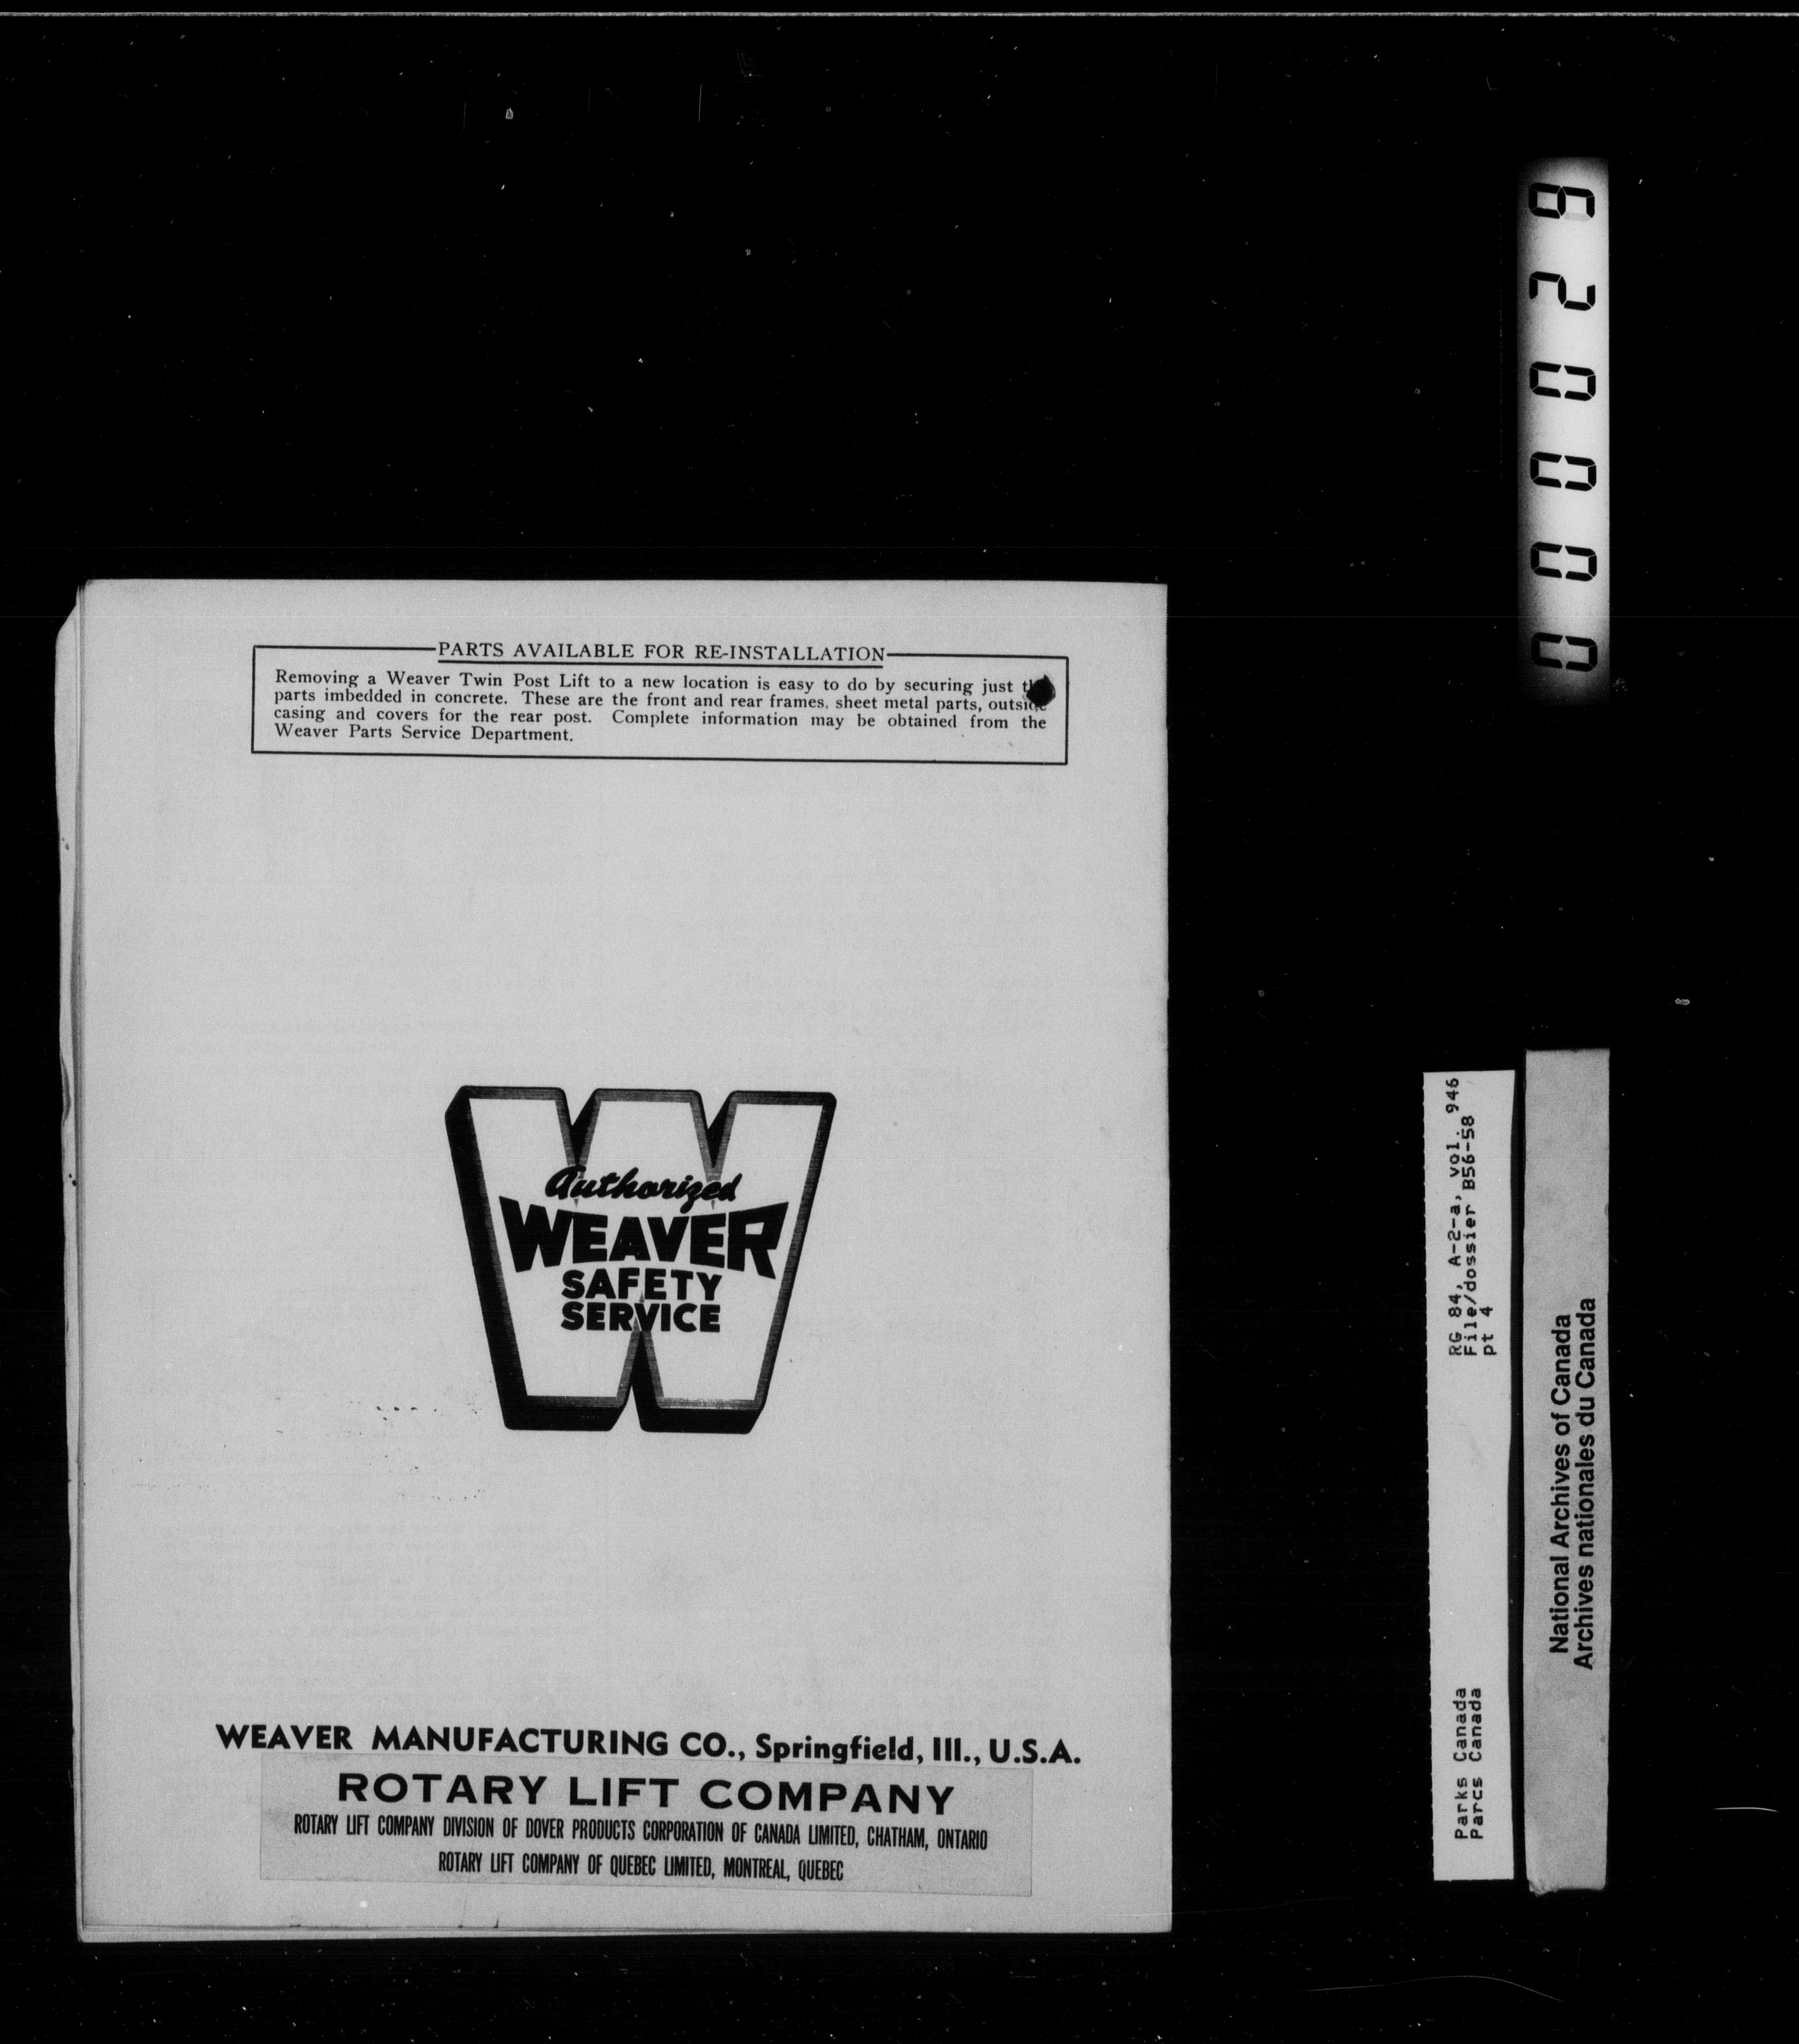 PARTS AVAILABLE FOR RE-INSTALLATION
Removing a Weaver Twin Post Lift to a new location is easy to do by securing just the
parts imbedded in concrete. These are the front and rear frames, sheet metal parts, outside
casing and covers for the rear post. Complete information may be obtained from the
Weaver Parts Service Department.
Authorized
WEAVER
SAFETY
SERVICE
WEAVER MANUFACTURING CO., Springfield, Ill., U.S.A.
ROTARY LIFT COMPANY
ROTARY LIFT COMPANY DIVISION OF DOVER PRODUCTS CORPORATION OF CANADA LIMITED, CHATHAM, ONTARIO
ROTARY LIFT COMPANY OF QUEBEC LIMITED, MONTREAL, QUEBEC
000029
Parks Canada
Parcs Canada
RG 84, A-2-a, vol. 946
File/dossier B56-58
pt 4
National Archives of Canada
Archives nationales du Canada